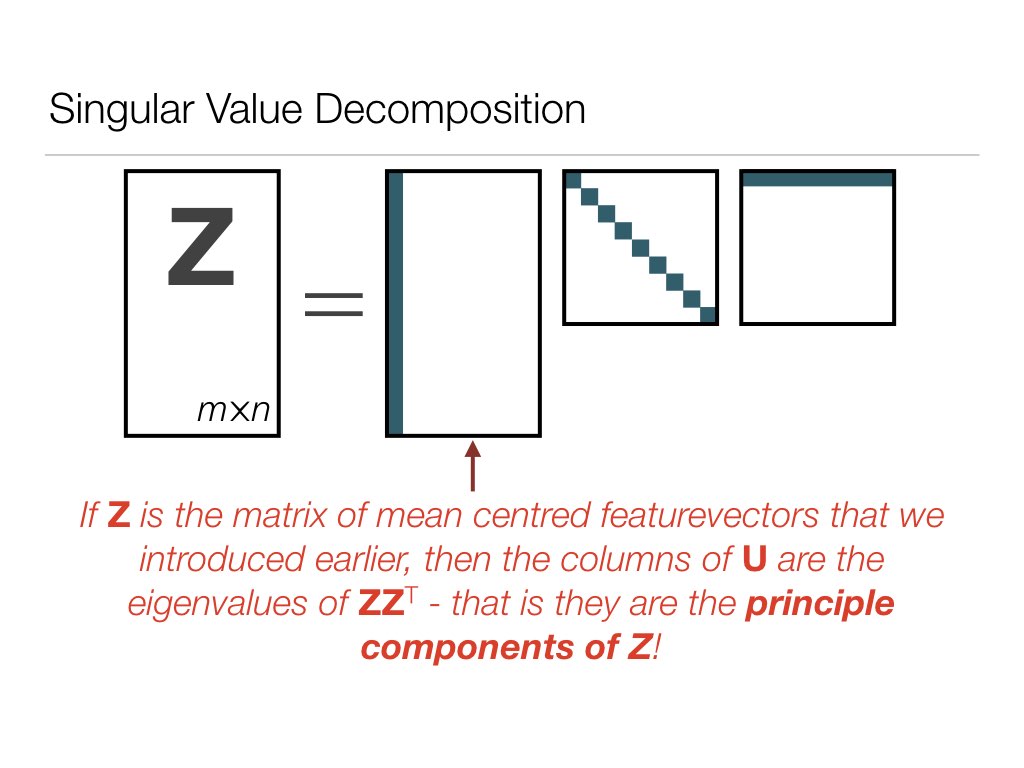 Singular Value Decomposition
Z
=
m×n
If Z is the matrix of mean centred featurevectors that we
introduced earlier, then the columns of U are the
eigenvalues of ZZᵀ - that is they are the principle
components of Z!